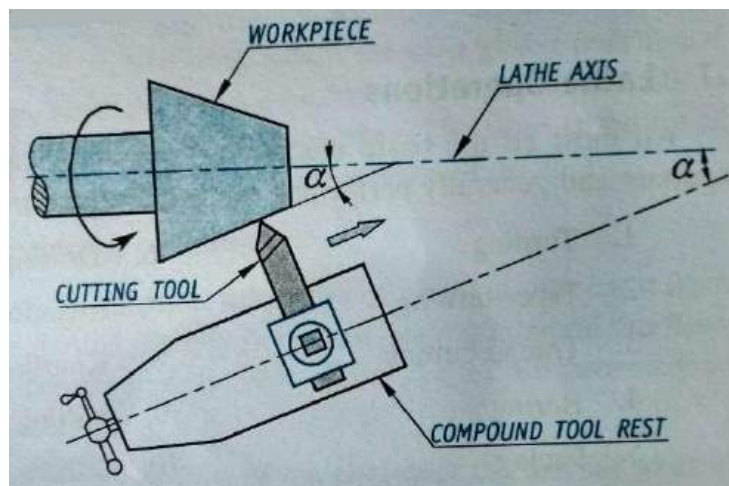 WORKPIECE
LATHE AXIS
α
α
CUTTING TOOL
COMPOUND TOOL REST